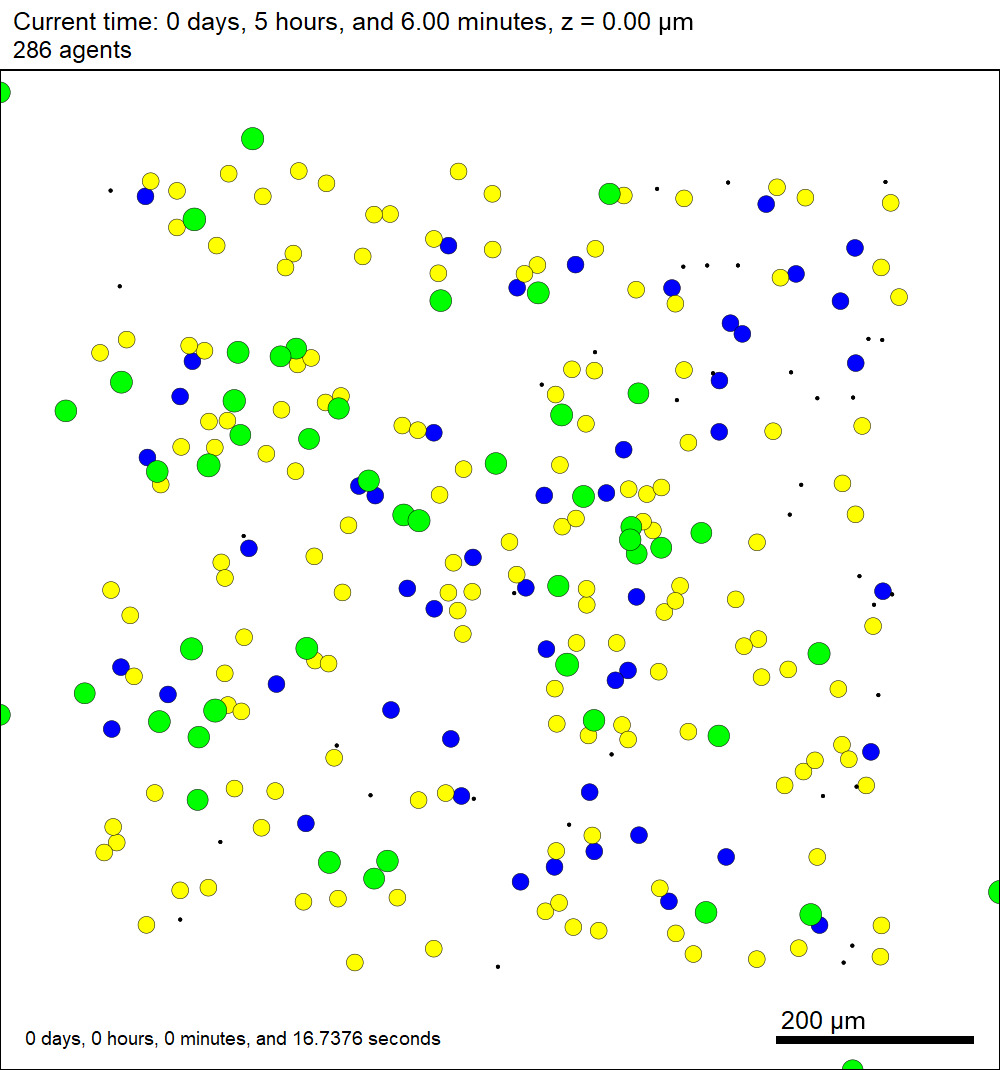 Current time: 0 days, 5 hours, and 6.00 minutes, z = 0.00 μm
286 agents
200 μm
0 days, 0 hours, 0 minutes, and 16.7376 seconds